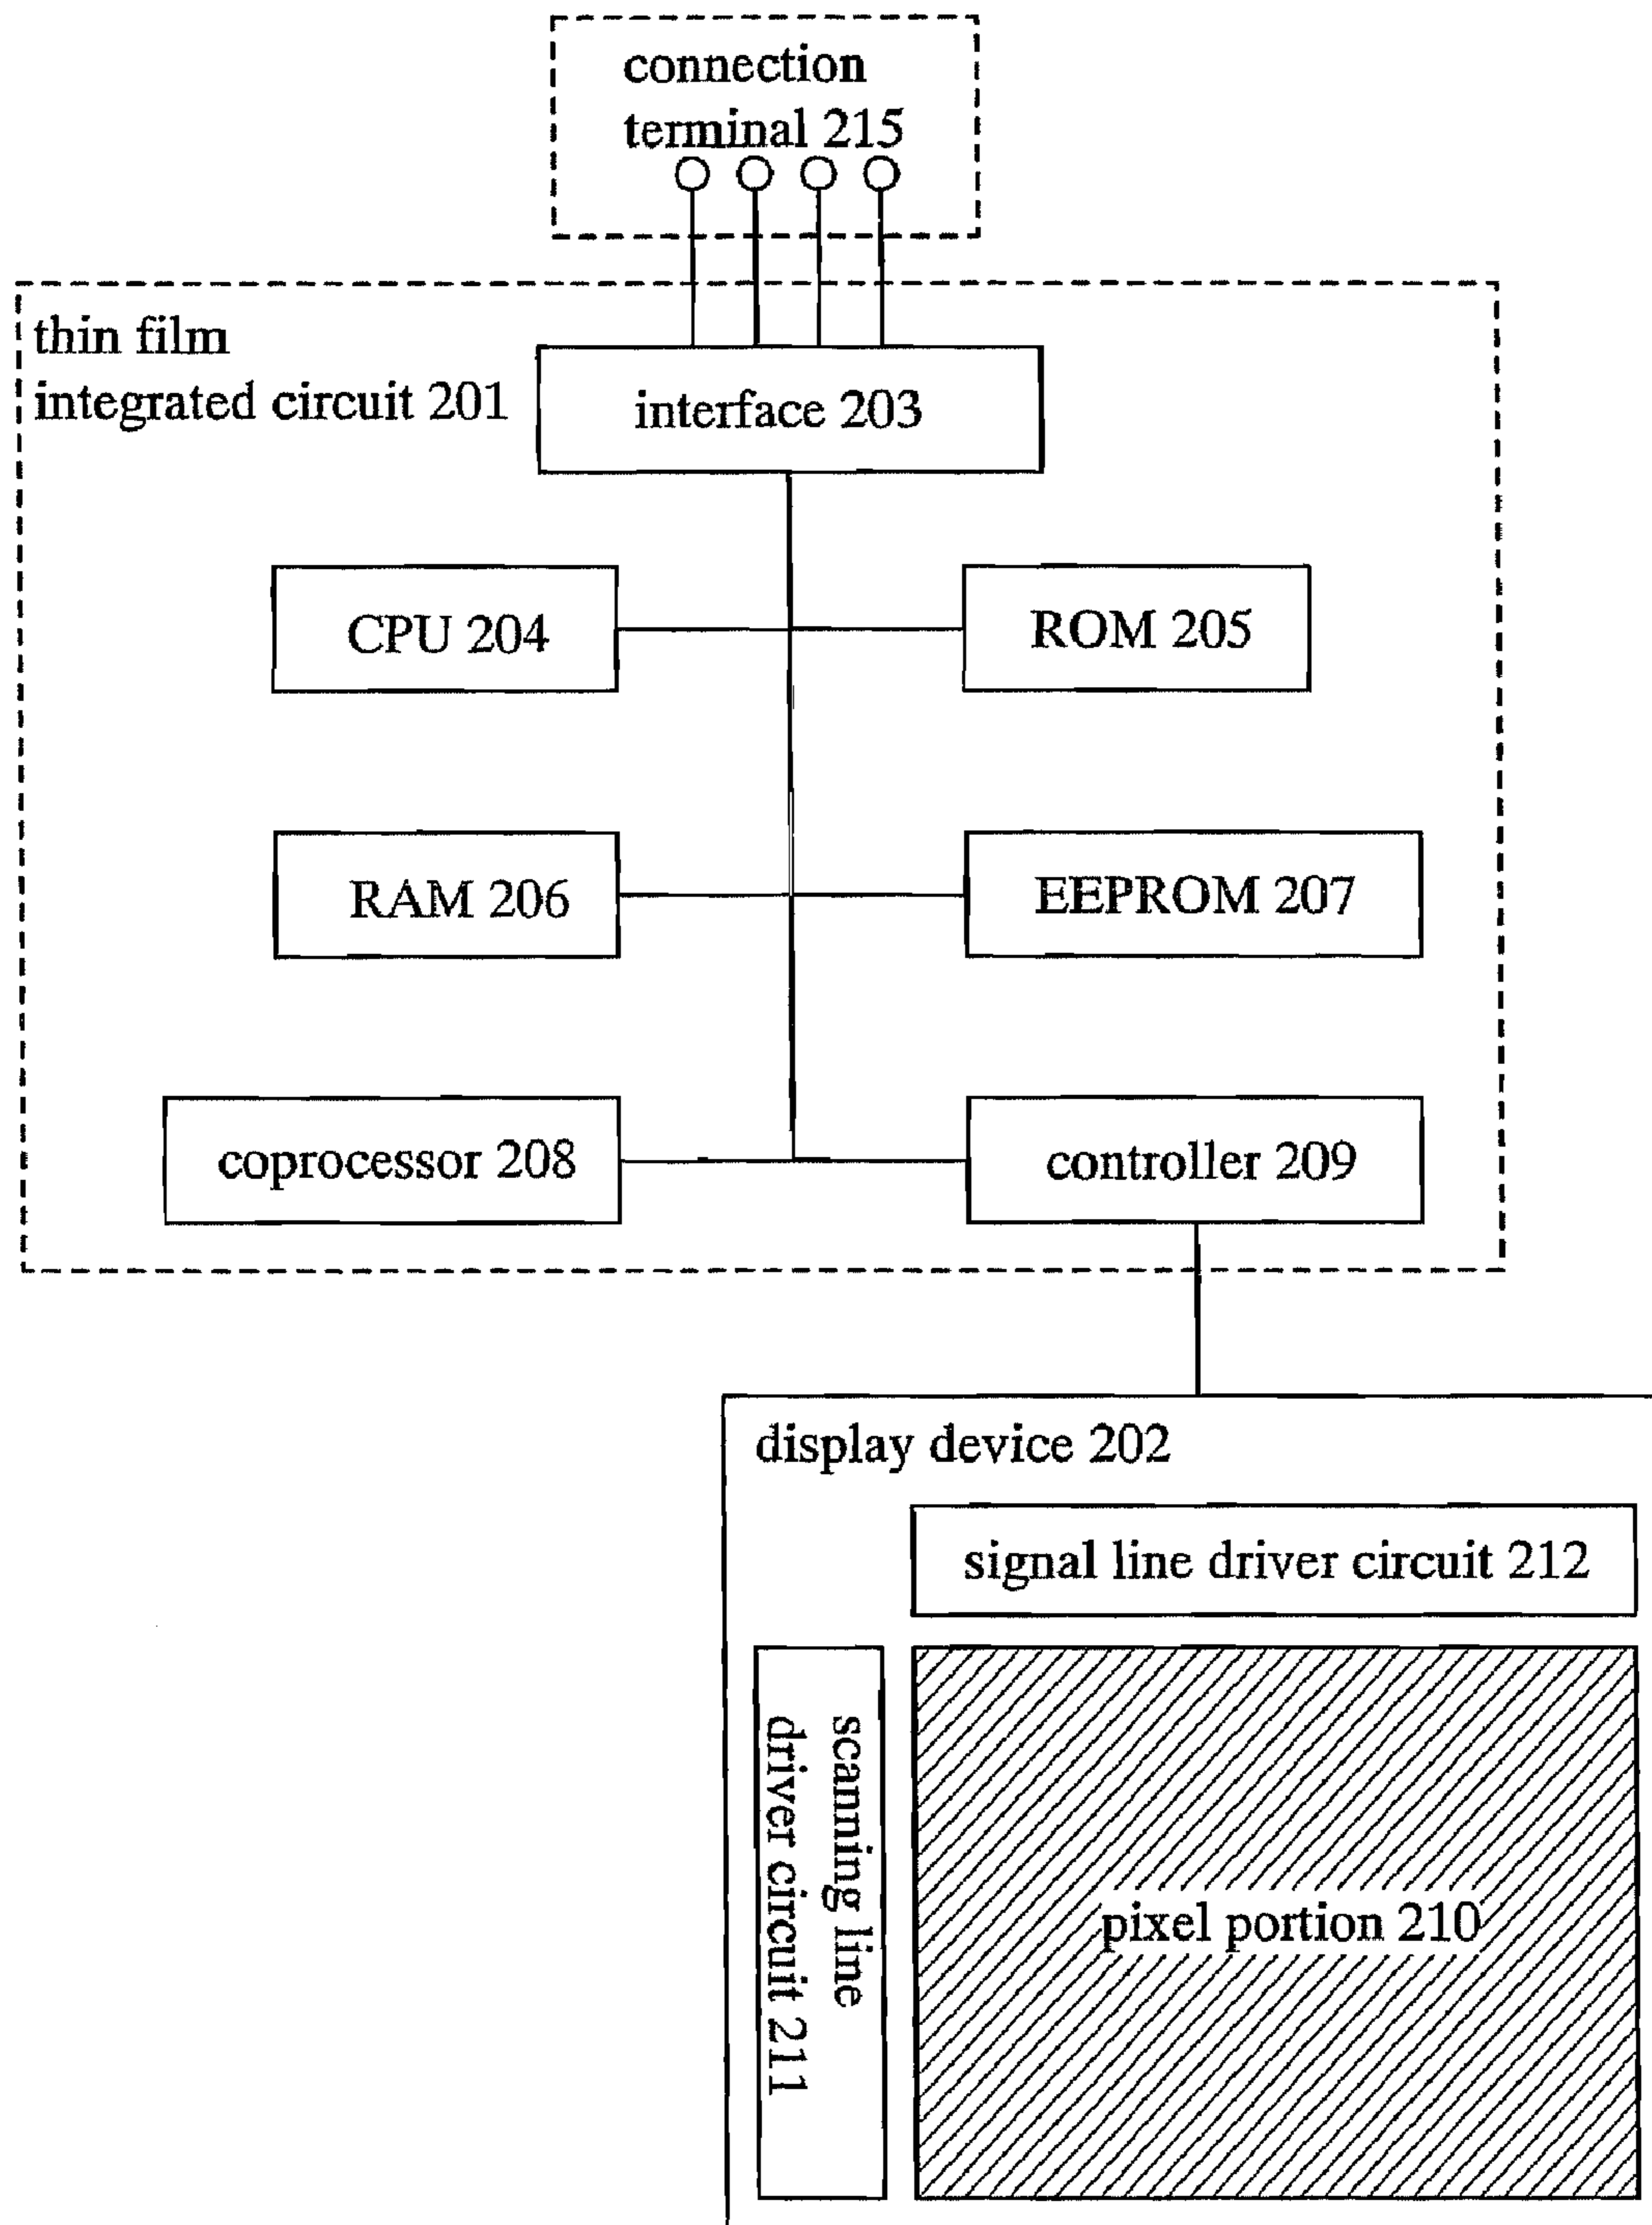 connection
terminal 215
thin film
integrated circuit 201
interface 203
CPU 204
ROM 205
RAM 206
EEPROM 207
coprocessor 208
controller 209
display device 202
signal line driver circuit 212
scanning line
driver circuit 211
pixel portion 210